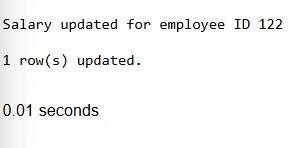 Salary updated for employee ID 122
1 row(s) updated.
0.01 seconds